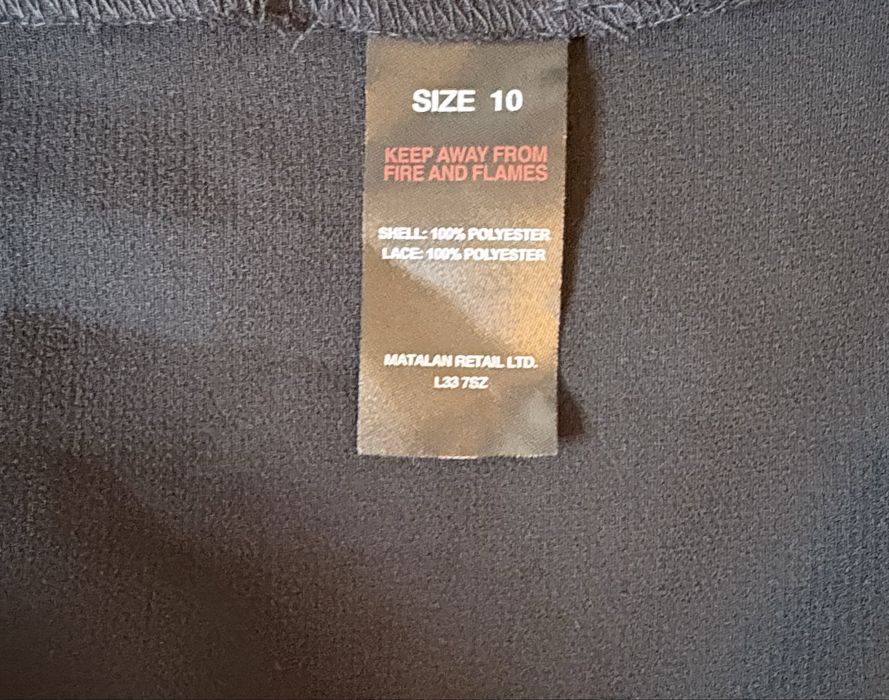 SIZE 10
KEEP AWAY FROM
FIRE AND FLAMES
SHELL: 100% POLYESTER
LACE: 100% POLYESTER
MATALAN RETAIL LTD.
L33 7SZ